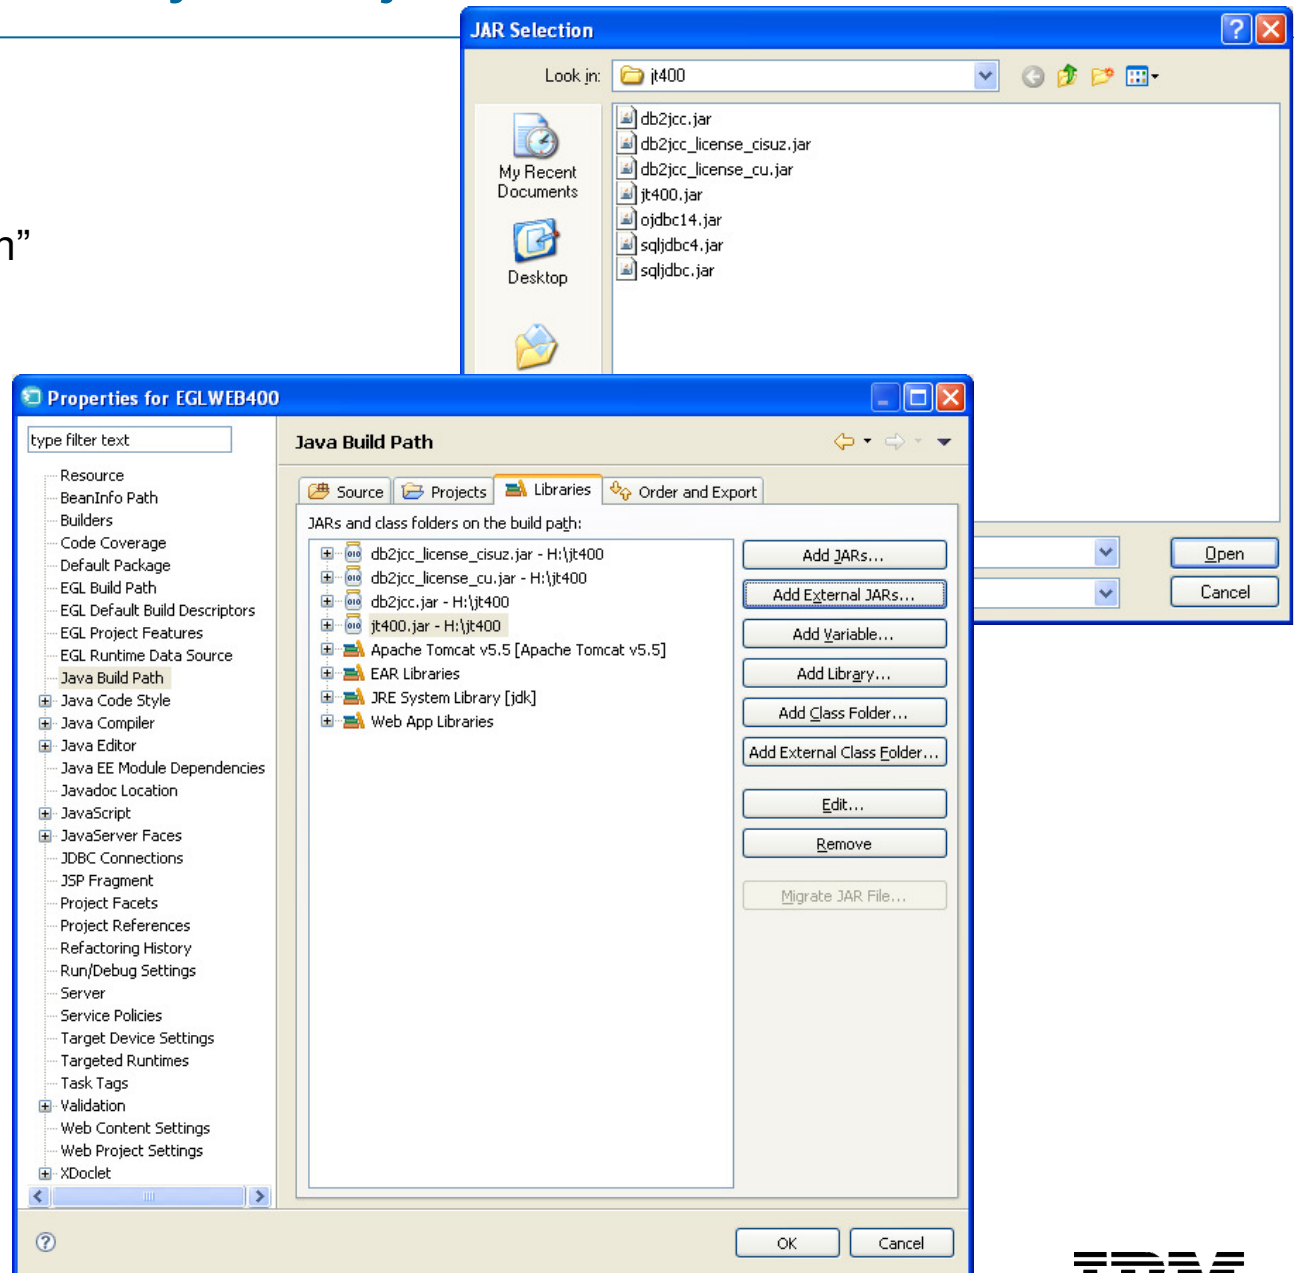 JAR Selection
Look in:
jt400
db2jcc.jar
db2jcc_license_cisuz.jar
db2jcc_license_cu.jar
jt400.jar
ojdbc14.jar
sqljdbc4.jar
sqljdbc.jar
My Recent
Documents
Desktop
n”
Open
Cancel
Properties for EGLWEB400
type filter text
Resource
BeanInfo Path
Builders
Code Coverage
Default Package
EGL Build Path
EGL Default Build Descriptors
EGL Project Features
EGL Runtime Data Source
Java Build Path
Java Code Style
Java Compiler
Java Editor
Java EE Module Dependencies
Javadoc Location
JavaScript
JavaServer Faces
JDBC Connections
JSP Fragment
Project Facets
Project References
Refactoring History
Run/Debug Settings
Server
Service Policies
Target Device Settings
Targeted Runtimes
Task Tags
Validation
Web Content Settings
Web Project Settings
XDoclet
Java Build Path
Source
Projects
Libraries
Order and Export
JARs and class folders on the build path:
db2jcc_license_cisuz.jar - H:\jt400
db2jcc_license_cu.jar - H:\jt400
db2jcc.jar - H:\jt400
jt400.jar - H:\jt400
Apache Tomcat v5.5 [Apache Tomcat v5.5]
EAR Libraries
JRE System Library [jdk]
Web App Libraries
Add JARs...
Add External JARs...
Add Variable...
Add Library...
Add Class Folder...
Add External Class Folder...
Edit...
Remove
Migrate JAR File...
OK
Cancel
IBM